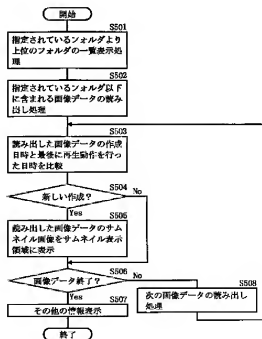 開始
S501
指定されているフォルダより
上位のフォルダの一覧表示処
理
S502
指定されているフォルダ以下
に含まれる画像データの読み
出し処理
S503
読み出した画像データの作成
日時と最後に再生動作を行っ
た日時を比較
S504
新しい作成?
No
Yes
S505
読み出した画像データのサム
ネイル画像をサムネイル表示
領域に表示
S506
画像データ終了?
No
Yes
S507
その他の情報表示
S508
次の画像データの読み出し
処理
終了